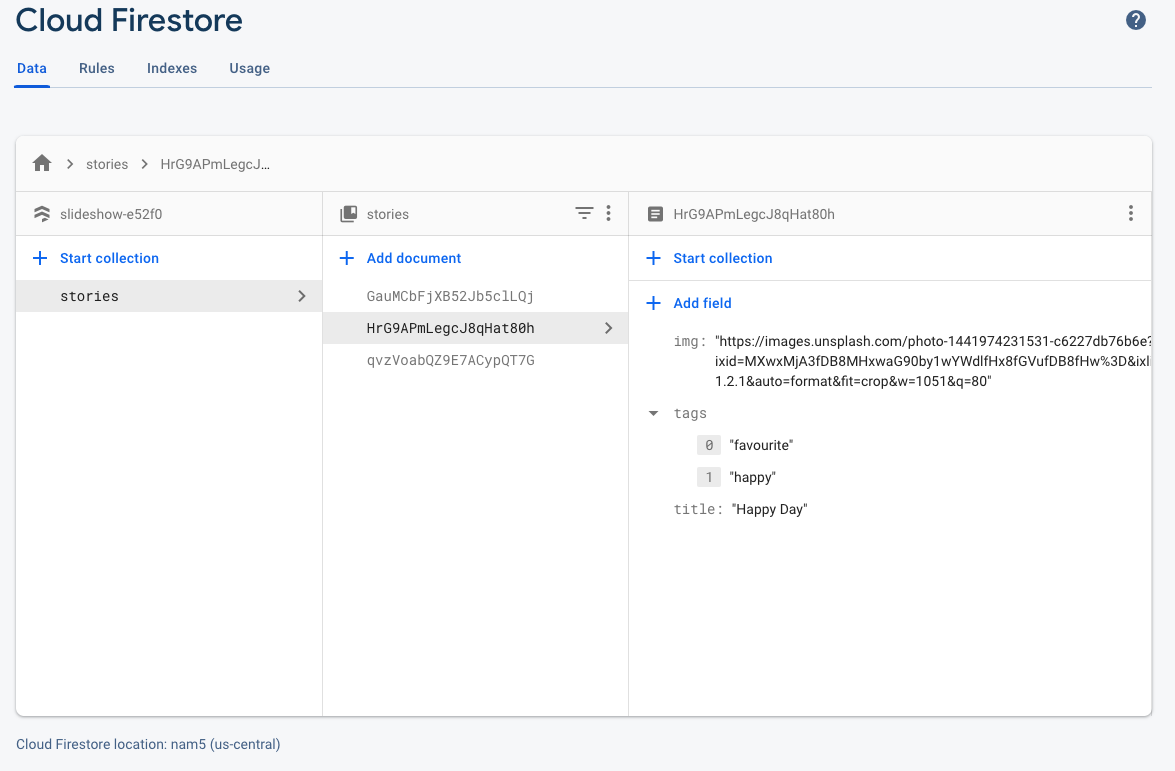 Cloud Firestore
?
Data Rules Indexes Usage
stories HrG9APmLegcJ…
slideshow-e52f0
Start collection
stories
stories
Add document
GauMCbFjXB52Jb5clLQj
HrG9APmLegcJ8qHat80h
qvzVoabQZ9E7ACypQT7G
HrG9APmLegcJ8qHat80h
Start collection
Add field
img: "https://images.unsplash.com/photo-1441974231531-c6227db76b6e?
ixid=MXwxMjA3fDB8MHxwaG90by1wYWdlfHx8fGVufDB8fHw%3D&ixli
1.2.1&auto=format&fit=crop&w=1051&q=80"
tags
0 "favourite"
1 "happy"
title: "Happy Day"
Cloud Firestore location: nam5 (us-central)